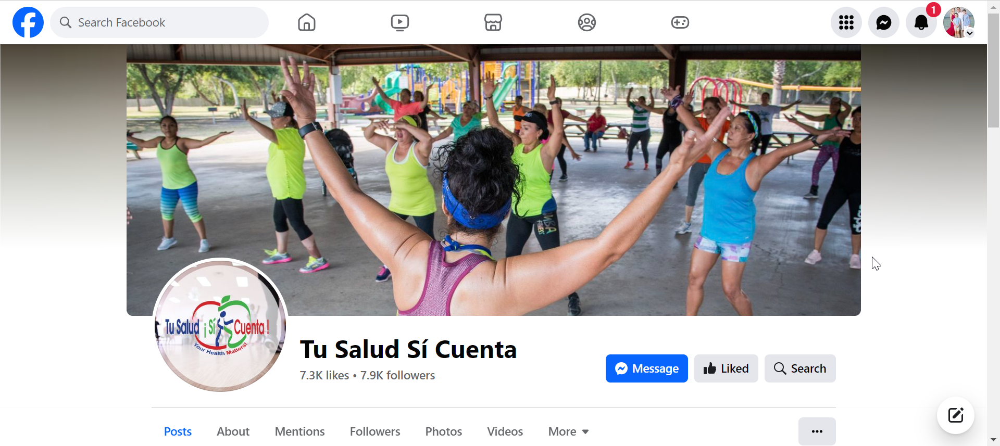 Search Facebook
1
Tu Salud ¡Sí Cuenta!
Your Health Matters!
Tu Salud Sí Cuenta
7.3K likes • 7.9K followers
Message
Liked
Search
Posts
About
Mentions
Followers
Photos
Videos
More